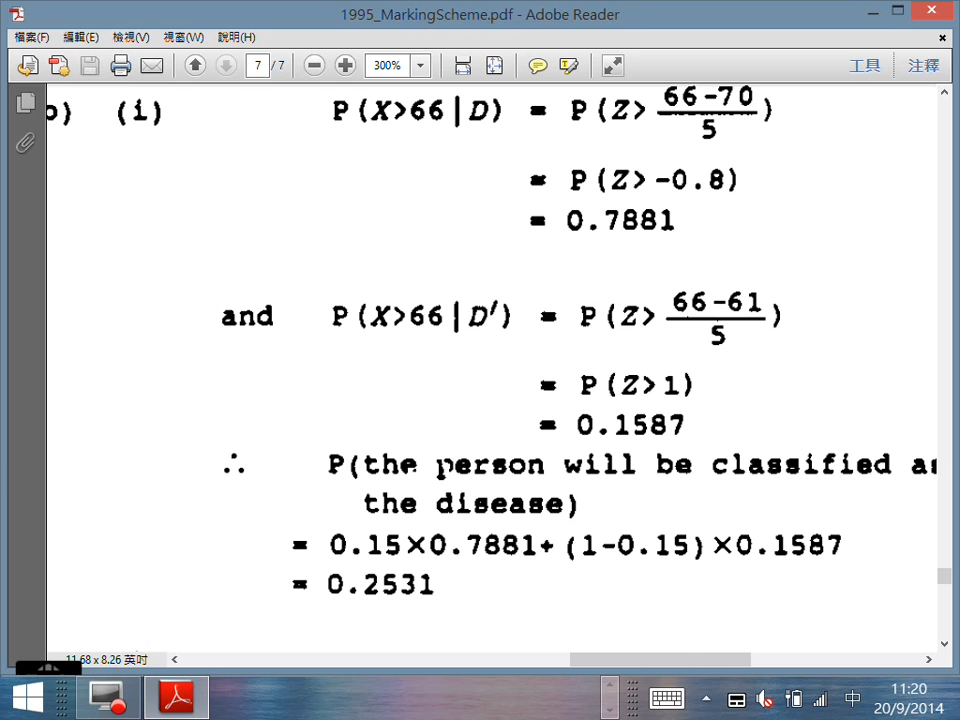 1995_MarkingScheme.pdf - Adobe Reader
檔案(F) 編輯(E) 檢視(V) 視窗(W) 說明(H)
7 / 7 300% 工具 注釋
b) (i) P(X>66|D) = P(Z> 66-70 / 5 )
= P(Z>-0.8)
= 0.7881
and P(X>66|D′) = P(Z> 66-61 / 5 )
= P(Z>1)
= 0.1587
∴ P(the person will be classified as
the disease)
= 0.15×0.7881+(1-0.15)×0.1587
= 0.2531
11.68 x 8.26 英吋
中 11:20
20/9/2014